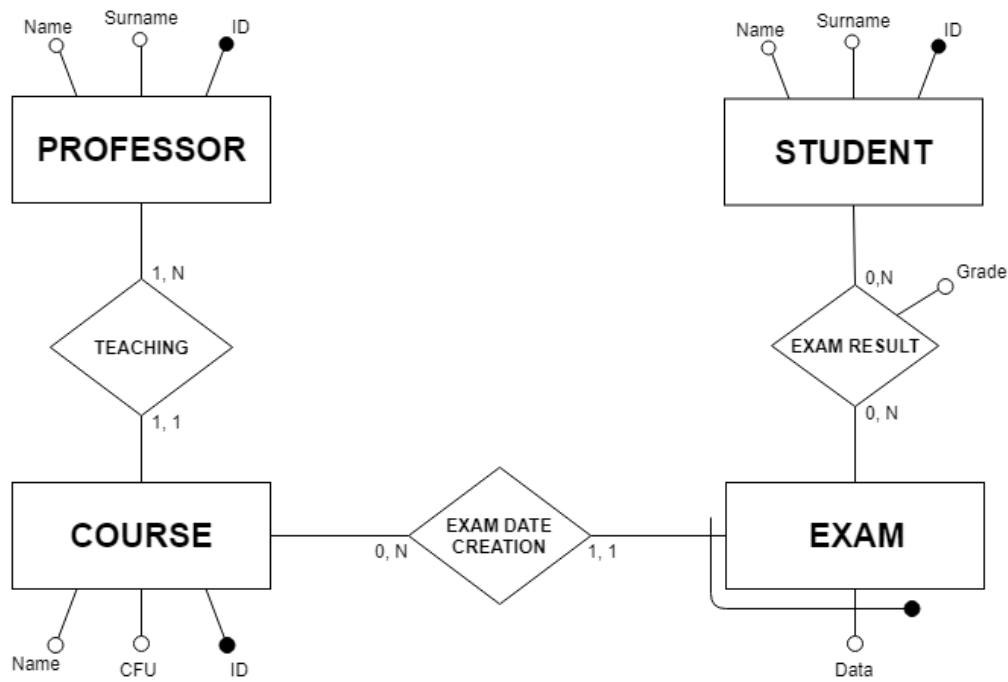 Name
Surname
ID
PROFESSOR
1, N
TEACHING
1, 1
COURSE
Name
CFU
ID
0, N
EXAM DATE
CREATION
1, 1
Name
Surname
ID
STUDENT
0,N
Grade
EXAM RESULT
0, N
EXAM
Data